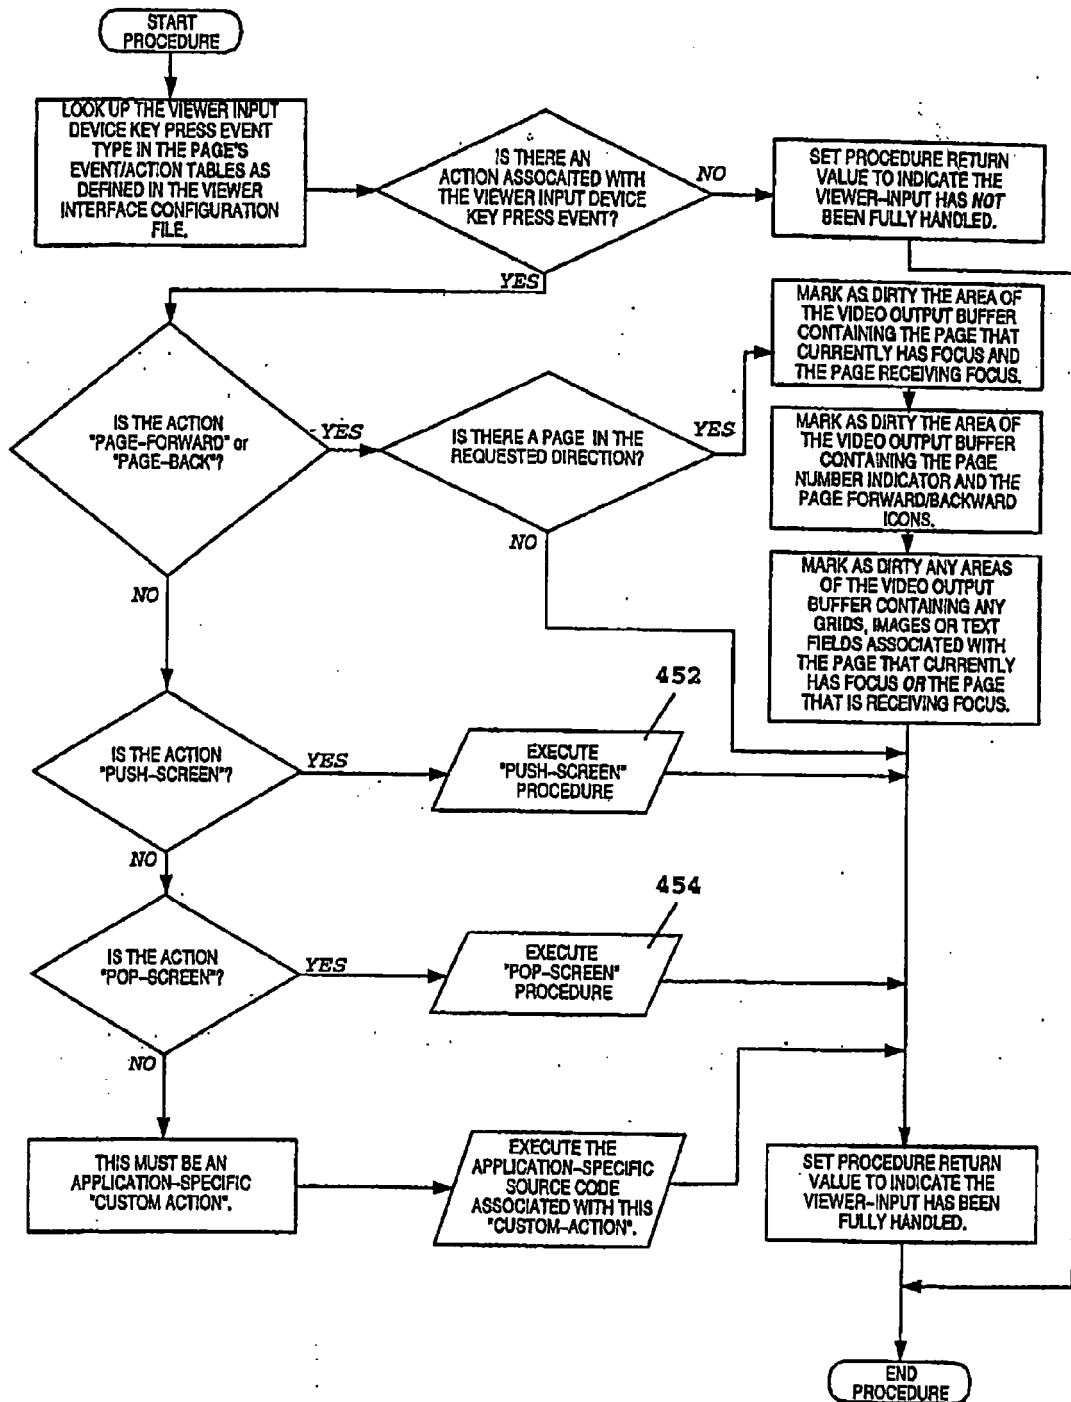 START
PROCEDURE
LOOK UP THE VIEWER INPUT
DEVICE KEY PRESS EVENT
TYPE IN THE PAGE'S
EVENT/ACTION TABLES AS
DEFINED IN THE VIEWER
INTERFACE CONFIGURATION
FILE.
IS THERE AN
ACTION ASSOCAITED WITH
THE VIEWER INPUT DEVICE
KEY PRESS EVENT?
NO
SET PROCEDURE RETURN
VALUE TO INDICATE THE
VIEWER-INPUT HAS NOT
BEEN FULLY HANDLED.
YES
IS THE ACTION
"PAGE-FORWARD" or
"PAGE-BACK"?
YES
IS THERE A PAGE IN THE
REQUESTED DIRECTION?
YES
MARK AS DIRTY THE AREA OF
THE VIDEO OUTPUT BUFFER
CONTAINING THE PAGE THAT
CURRENTLY HAS FOCUS AND
THE PAGE RECEIVING FOCUS.
MARK AS DIRTY THE AREA OF
THE VIDEO OUTPUT BUFFER
CONTAINING THE PAGE
NUMBER INDICATOR AND THE
PAGE FORWARD/BACKWARD
ICONS.
NO
NO
MARK AS DIRTY ANY AREAS
OF THE VIDEO OUTPUT
BUFFER CONTAINING ANY
GRIDS, IMAGES OR TEXT
FIELDS ASSOCIATED WITH
THE PAGE THAT CURRENTLY
HAS FOCUS OR THE PAGE
THAT IS RECEIVING FOCUS.
452
IS THE ACTION
"PUSH-SCREEN"?
YES
EXECUTE
"PUSH-SCREEN"
PROCEDURE
NO
454
IS THE ACTION
"POP-SCREEN"?
YES
EXECUTE
"POP-SCREEN"
PROCEDURE
NO
THIS MUST BE AN
APPLICATION-SPECIFIC
"CUSTOM ACTION".
EXECUTE THE
APPLICATION-SPECIFIC
SOURCE CODE
ASSOCIATED WITH THIS
"CUSTOM-ACTION".
SET PROCEDURE RETURN
VALUE TO INDICATE THE
VIEWER-INPUT HAS BEEN
FULLY HANDLED.
END
PROCEDURE